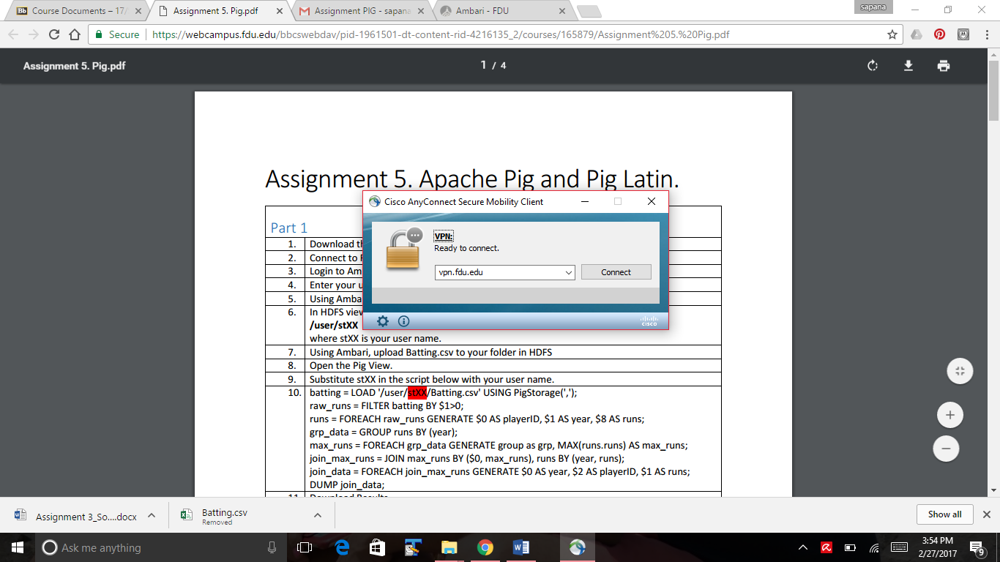 Course Documents – 17/
Assignment 5. Pig.pdf
Assignment PIG - sapana
Ambari - FDU
sapana
Secure
https://webcampus.fdu.edu/bbcswebdav/pid-1961501-dt-content-rid-4216135_2/courses/165879/Assignment%205.%20Pig.pdf
Assignment 5. Pig.pdf
1 / 4
Assignment 5. Apache Pig and Pig Latin.
Cisco AnyConnect Secure Mobility Client
VPN:
Ready to connect.
vpn.fdu.edu
Connect
cisco
Part 1
1. Download th
2. Connect to
3. Login to Am
4. Enter your u
5. Using Amba
6. In HDFS view
/user/stXX
where stXX is your user name.
7. Using Ambari, upload Batting.csv to your folder in HDFS
8. Open the Pig View.
9. Substitute stXX in the script below with your user name.
10. batting = LOAD '/user/stXX/Batting.csv' USING PigStorage(',');
raw_runs = FILTER batting BY $1>0;
runs = FOREACH raw_runs GENERATE $0 AS playerID, $1 AS year, $8 AS runs;
grp_data = GROUP runs BY (year);
max_runs = FOREACH grp_data GENERATE group as grp, MAX(runs.runs) AS max_runs;
join_max_runs = JOIN max_runs BY ($0, max_runs), runs BY (year, runs);
join_data = FOREACH join_max_runs GENERATE $0 AS year, $2 AS playerID, $1 AS runs;
DUMP join_data;
11. Download Results
Assignment 3_So....docx
Batting.csv
Removed
Show all
Ask me anything
3:54 PM
2/27/2017
9